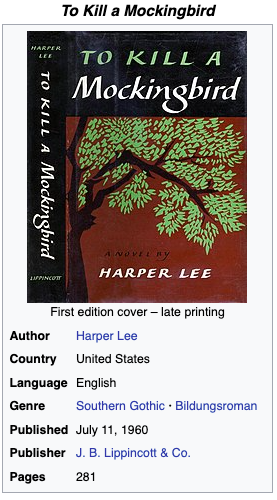 To Kill a Mockingbird
HARPER
LEE
TO KILL A
Mockingbird
LIPPINCOTT
TO KILL A
Mockingbird
A NOVEL BY
HARPER LEE
First edition cover – late printing
Author Harper Lee
Country United States
Language English
Genre Southern Gothic · Bildungsroman
Published July 11, 1960
Publisher J. B. Lippincott & Co.
Pages 281